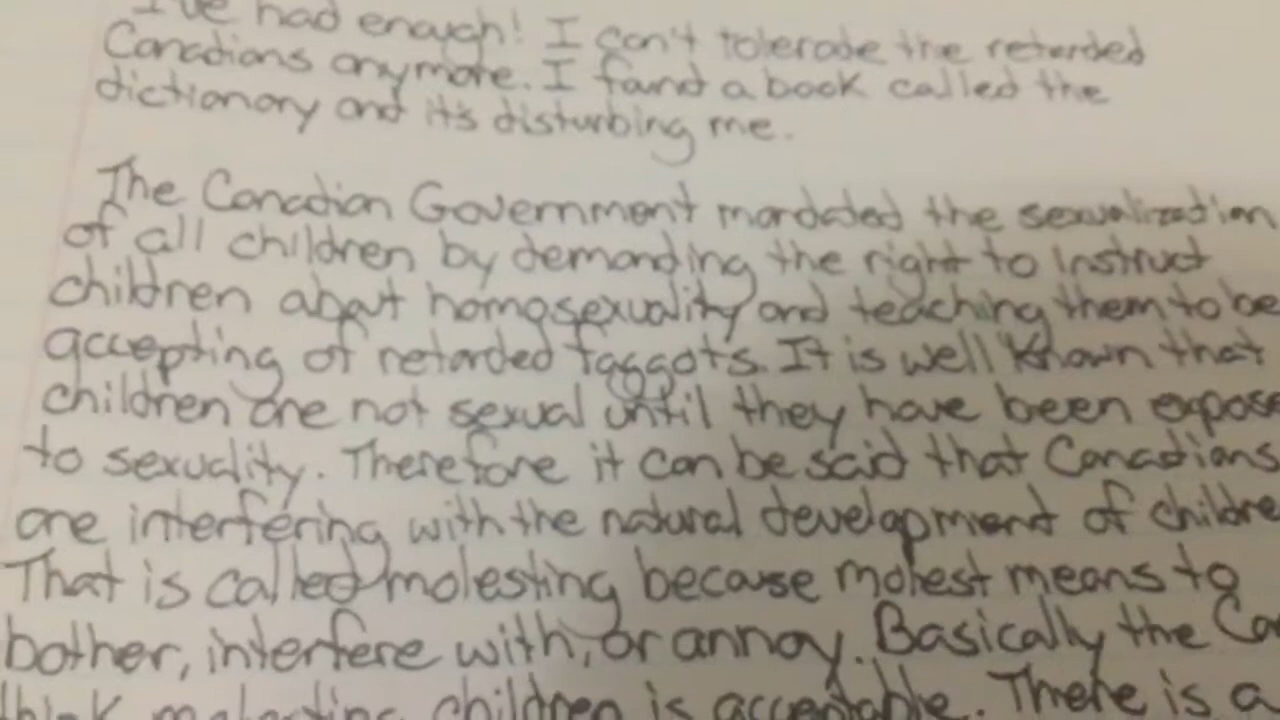 I've had enough! I can't tolerate the retarded
Canadians anymore. I found a book called the
dictionary and it's disturbing me.
The Canadian Government mandated the sexualization
of all children by demanding the right to instruct
children about homosexuality and teaching them to be
accepting of retarded faggots. It is well known that
children are not sexual until they have been expose
to sexuality. Therefore it can be said that Canadians
are interfering with the natural development of childre
That is called molesting because molest means to
bother, interfere with, or annoy. Basically the Ca
think molesting children is acceptable. There is a